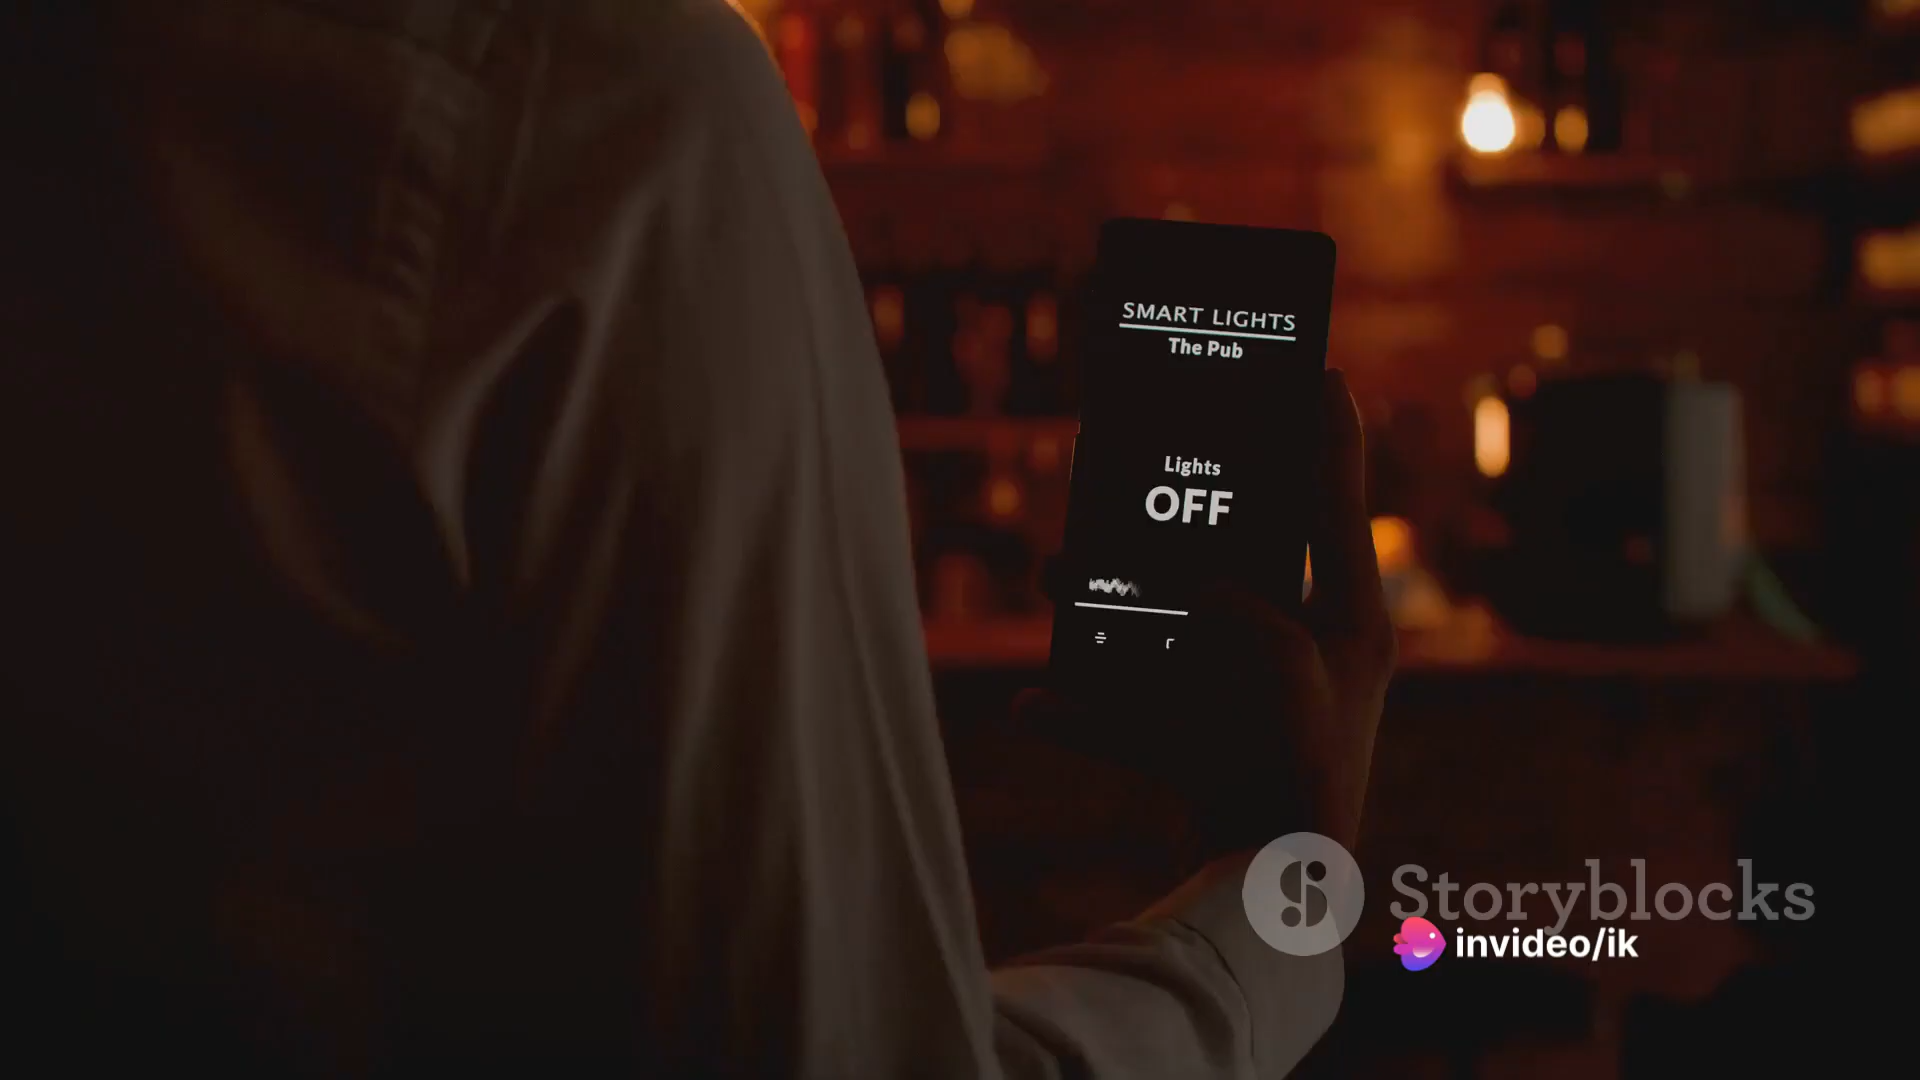 SMART LIGHTS
The Pub
Lights
OFF
Storyblocks
invideo/ik